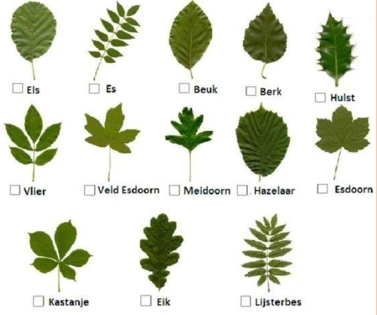 Els
Es
Beuk
Berk
Hulst
Vlier
Veld Esdoorn
Meidoorn
Hazelaar
Esdoorn
Kastanje
Eik
Lijsterbes